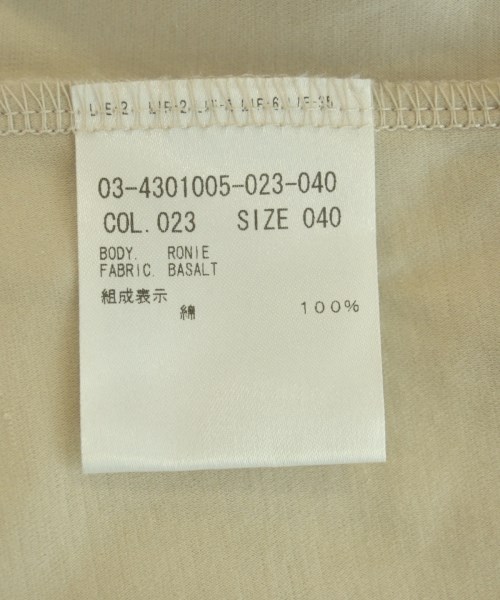 03-4301005-023-040
COL.023 SIZE 040
BODY. RONIE
FABRIC. BASALT
組成表示
綿 100%